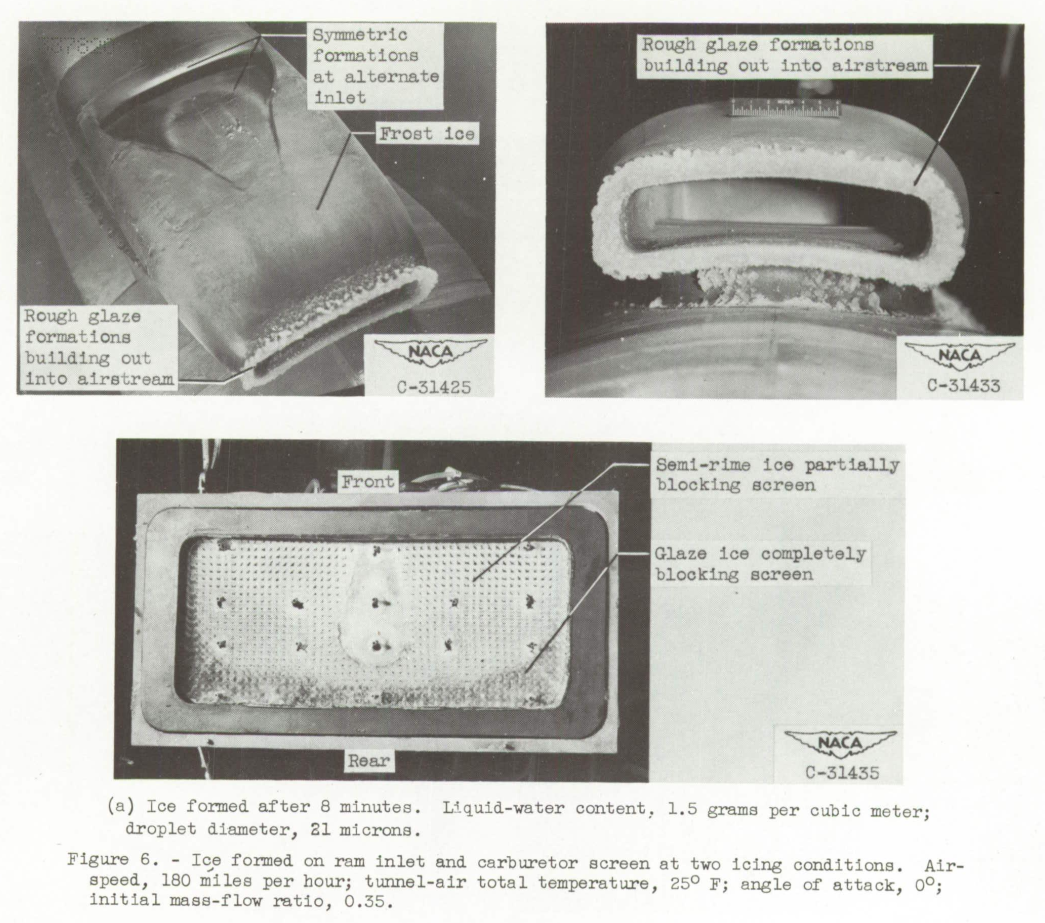 Symmetric
formations
at alternate
inlet
Frost ice
Rough glaze
formations
building out
into airstream
NACA
C-31425
Rough glaze formations
building out into airstream
NACA
C-31433
Front
Semi-rime ice partially
blocking screen
Glaze ice completely
blocking screen
Rear
NACA
C-31435
(a) Ice formed after 8 minutes. Liquid-water content, 1.5 grams per cubic meter;
droplet diameter, 21 microns.
Figure 6. - Ice formed on ram inlet and carburetor screen at two icing conditions. Air-
speed, 180 miles per hour; tunnel-air total temperature, 25° F; angle of attack, 0°;
initial mass-flow ratio, 0.35.